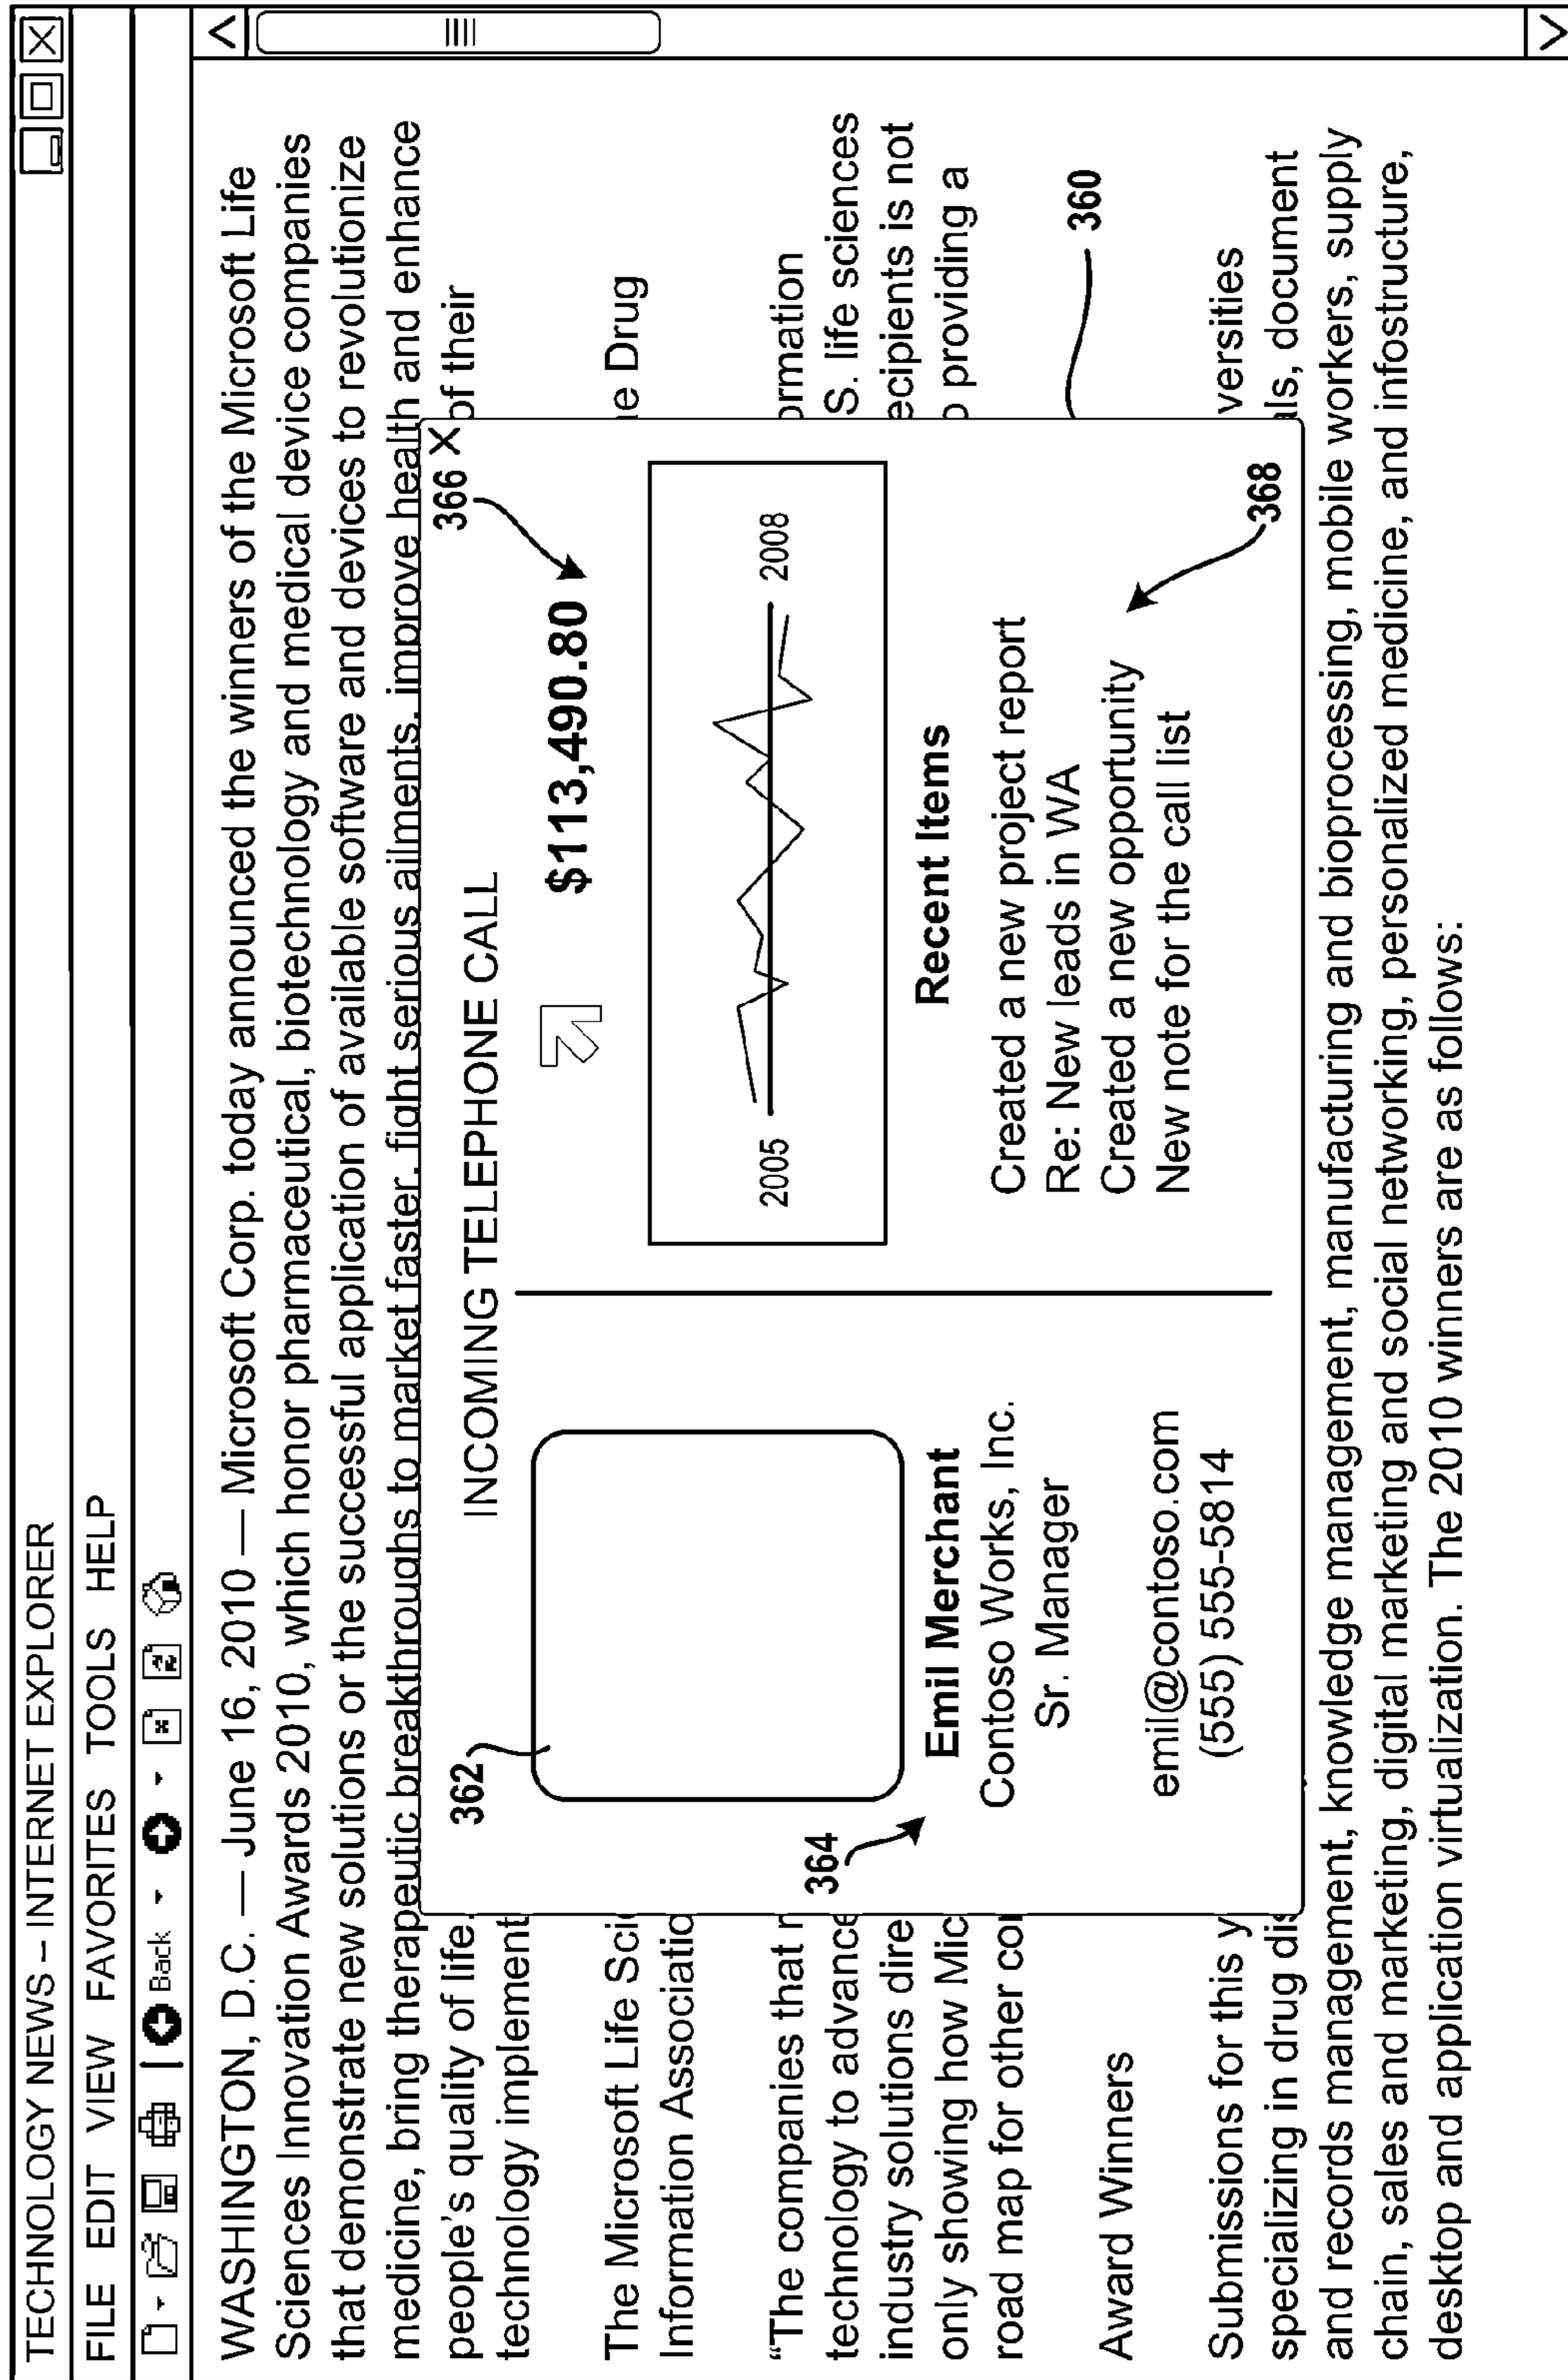 TECHNOLOGY NEWS – INTERNET EXPLORER
FILE EDIT VIEW FAVORITES TOOLS HELP
Back
WASHINGTON, D.C. — June 16, 2010 — Microsoft Corp. today announced the winners of the Microsoft Life
Sciences Innovation Awards 2010, which honor pharmaceutical, biotechnology and medical device companies
that demonstrate new solutions or the successful application of available software and devices to revolutionize
medicine, bring therapeutic breakthroughs to market faster, fight serious ailments, improve health and enhance
people's quality of life. of their
technology implement
The Microsoft Life Scie Drug
Information Associatio
"The companies that ormation
technology to advance S. life sciences
industry solutions dire ecipients is not
only showing how Mic providing a
road map for other
Award Winners
Submissions for this y versities
specializing in drug dis als, document
and records management, knowledge management, manufacturing and bioprocessing, mobile workers, supply
chain, sales and marketing, digital marketing and social networking, personalized medicine, and infostructure,
desktop and application virtualization. The 2010 winners are as follows:
INCOMING TELEPHONE CALL
362
364
Emil Merchant
Contoso Works, Inc.
Sr. Manager
emil@contoso.com
(555) 555-5814
366 X
$113,490.80
2005 2008
Recent Items
Created a new project report
Re: New leads in WA
Created a new opportunity
New note for the call list
368
360